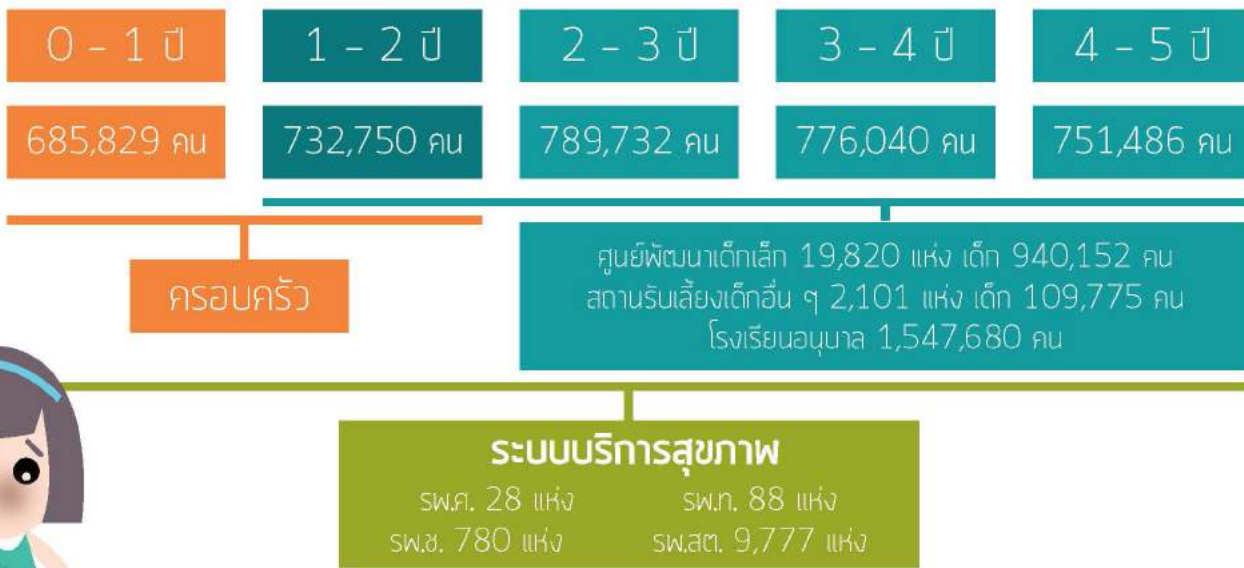 0 – 1 ปี
1 – 2 ปี
2 – 3 ปี
3 – 4 ปี
4 – 5 ปี
685,829 คน
732,750 คน
789,732 คน
776,040 คน
751,486 คน
ครอบครัว
ศูนย์พัฒนาเด็กเล็ก 19,820 แห่ง เด็ก 940,152 คน
สถานรับเลี้ยงเด็กอื่น ๆ 2,101 แห่ง เด็ก 109,775 คน
โรงเรียนอนุบาล 1,547,680 คน
ระบบบริการสุขภาพ
รพ.ศ. 28 แห่ง รพ.ท. 88 แห่ง
รพ.ช. 780 แห่ง รพ.สต. 9,777 แห่ง